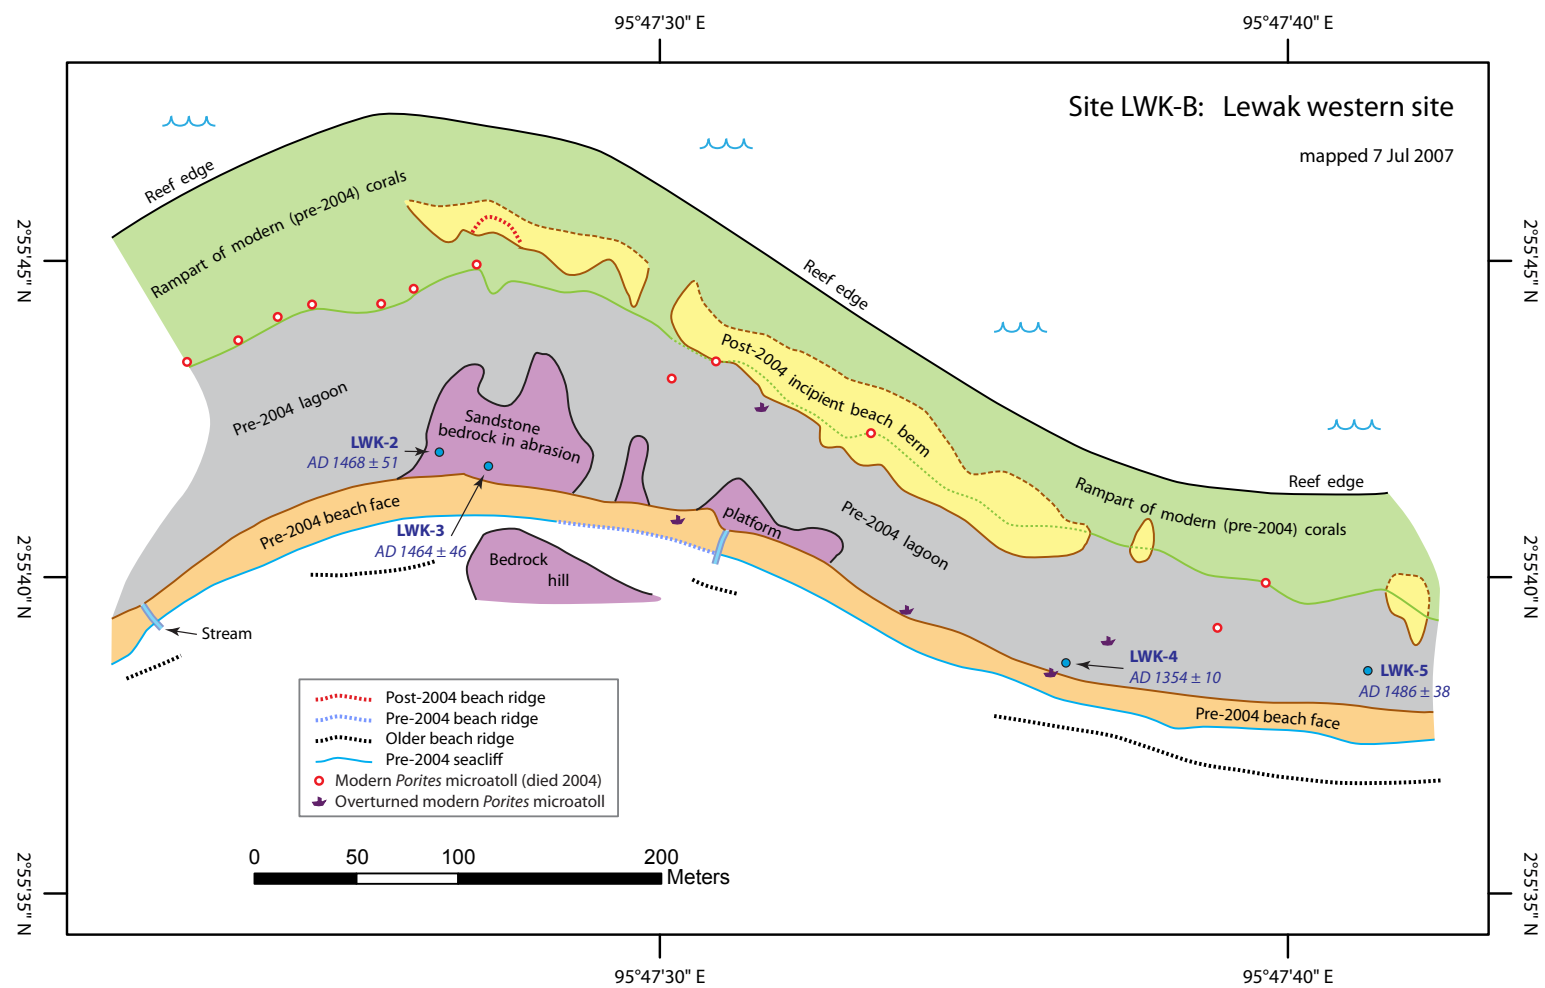 95°47'30" E
95°47'40" E
Site LWK-B: Lewak western site
mapped 7 Jul 2007
Reef edge
Rampart of modern (pre-2004) corals
2°55'45" N
2°55'45" N
Reef edge
Post-2004 incipient beach berm
Pre-2004 lagoon
Sandstone
bedrock in abrasion
LWK-2
AD 1468 ± 51
Reef edge
Rampart of modern (pre-2004) corals
Pre-2004 beach face
platform
Pre-2004 lagoon
LWK-3
AD 1464 ± 46
Bedrock
hill
2°55'40" N
2°55'40" N
Stream
LWK-4
AD 1354 ± 10
LWK-5
AD 1486 ± 38
Pre-2004 beach face
Post-2004 beach ridge
Pre-2004 beach ridge
Older beach ridge
Pre-2004 seacliff
Modern Porites microatoll (died 2004)
Overturned modern Porites microatoll
0 50 100 200
Meters
2°55'35" N
2°55'35" N
95°47'30" E
95°47'40" E